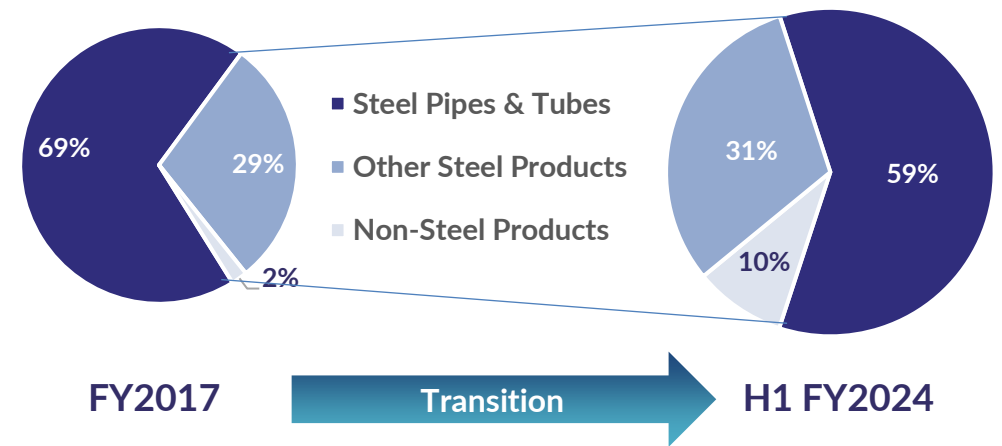 69%
29%
2%
Steel Pipes & Tubes
Other Steel Products
Non-Steel Products
31%
59%
10%
FY2017
Transition
H1 FY2024